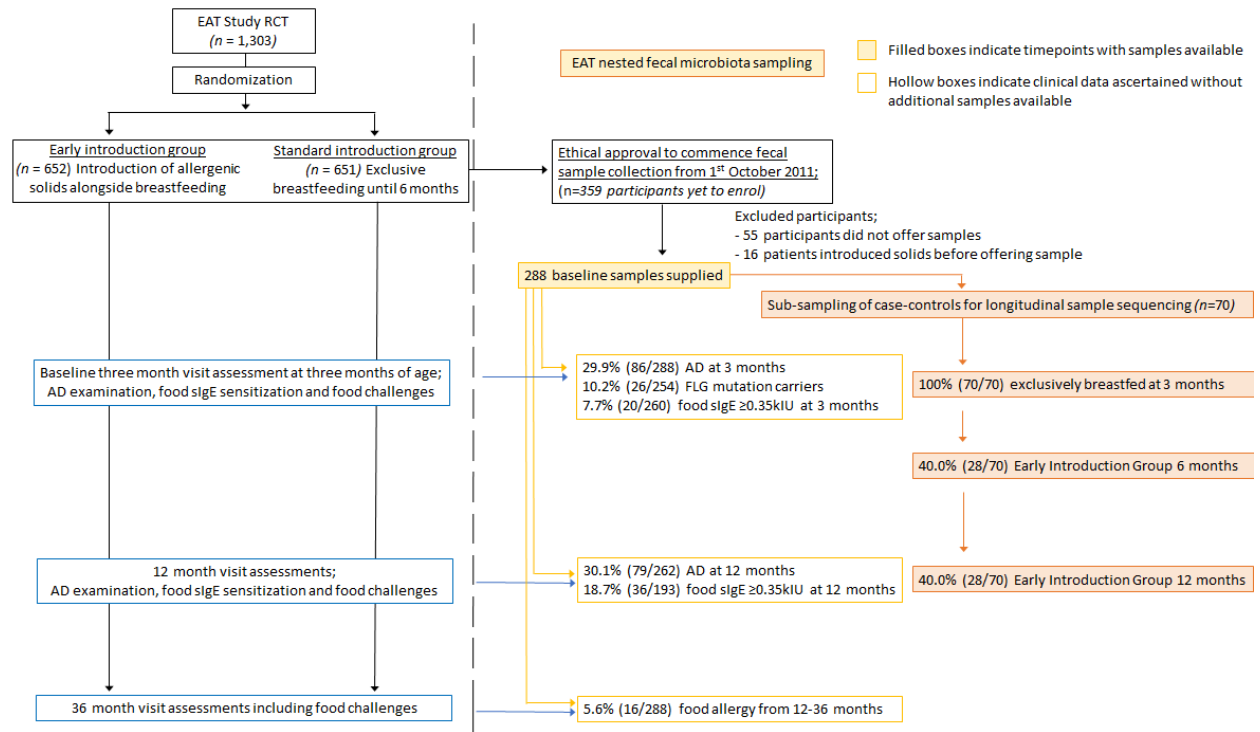 EAT Study RCT
(n = 1,303)
Randomization
Early introduction group
(n = 652) Introduction of allergenic
solids alongside breastfeeding
Standard introduction group
(n = 651) Exclusive
breastfeeding until 6 months
EAT nested fecal microbiota sampling
Filled boxes indicate timepoints with samples available
Hollow boxes indicate clinical data ascertained without
additional samples available
Ethical approval to commence fecal
sample collection from 1st October 2011;
(n=359 participants yet to enrol)
Excluded participants;
- 55 participants did not offer samples
- 16 patients introduced solids before offering sample
288 baseline samples supplied
Sub-sampling of case-controls for longitudinal sample sequencing (n=70)
Baseline three month visit assessment at three months of age;
AD examination, food sIgE sensitization and food challenges
29.9% (86/288) AD at 3 months
10.2% (26/254) FLG mutation carriers
7.7% (20/260) food sIgE ≥0.35kIU at 3 months
100% (70/70) exclusively breastfed at 3 months
40.0% (28/70) Early Introduction Group 6 months
12 month visit assessments;
AD examination, food sIgE sensitization and food challenges
30.1% (79/262) AD at 12 months
18.7% (36/193) food sIgE ≥0.35kIU at 12 months
40.0% (28/70) Early Introduction Group 12 months
36 month visit assessments including food challenges
5.6% (16/288) food allergy from 12-36 months